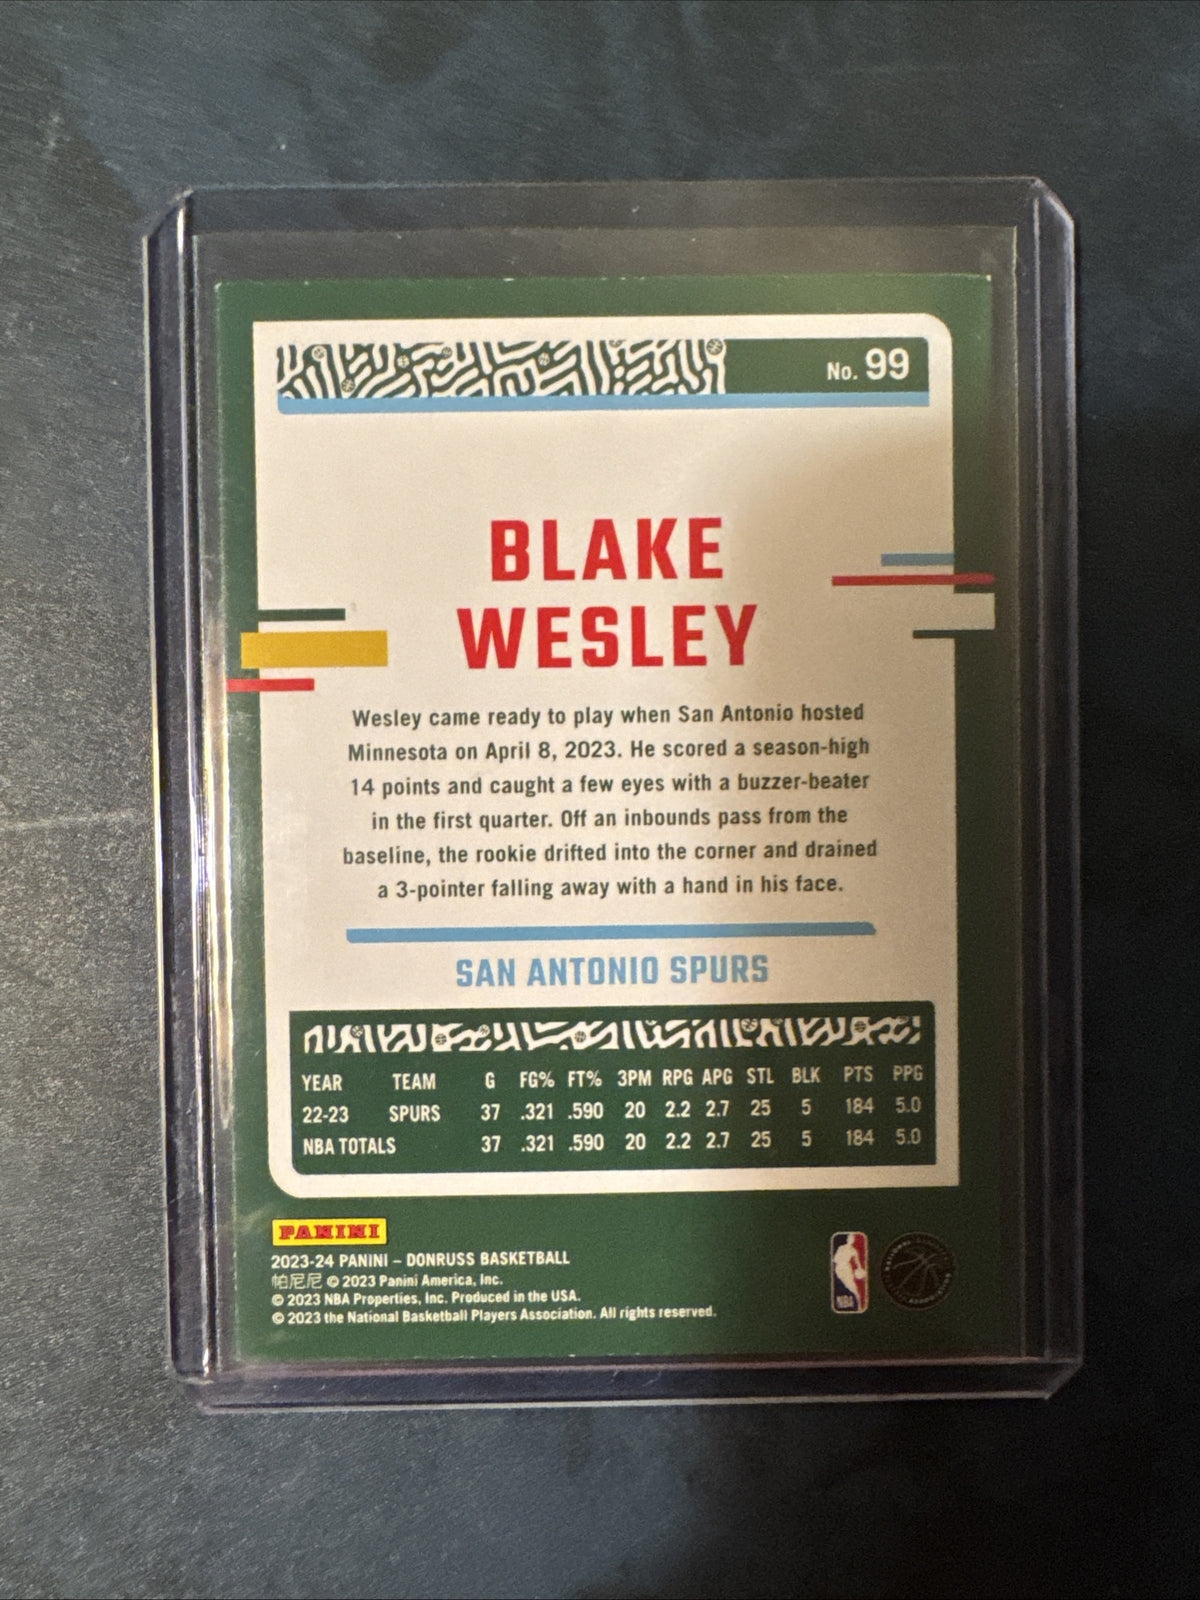 No. 99
BLAKE
WESLEY
Wesley came ready to play when San Antonio hosted
Minnesota on April 8, 2023. He scored a season-high
14 points and caught a few eyes with a buzzer-beater
in the first quarter. Off an inbounds pass from the
baseline, the rookie drifted into the corner and drained
a 3-pointer falling away with a hand in his face.
SAN ANTONIO SPURS
YEAR TEAM G FG% FT% 3PM RPG APG STL BLK PTS PPG
22-23 SPURS 37 .321 .590 20 2.2 2.7 25 5 184 5.0
NBA TOTALS 37 .321 .590 20 2.2 2.7 25 5 184 5.0
PANINI
2023-24 PANINI – DONRUSS BASKETBALL
帕尼尼 © 2023 Panini America, Inc.
© 2023 NBA Properties, Inc. Produced in the USA.
© 2023 the National Basketball Players Association. All rights reserved.
NBA